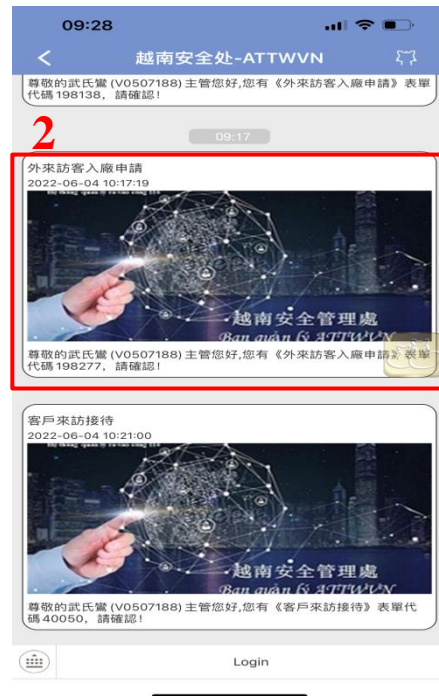 09:28
越南安全处-ATTWVN
尊敬的武氏鸞 (V0507188) 主管您好,您有《外來訪客入廠申請》表單
代碼 198138, 請確認!
2
09:17
外來訪客入廠申請
2022-06-04 10:17:19
越南安全管理處
Ban quản lý ATTWVN
尊敬的武氏鸞 (V0507188) 主管您好,您有《外來訪客入廠申請》表單
代碼 198277, 請確認!
客戶來訪接待
2022-06-04 10:21:00
越南安全管理處
Ban quản lý ATTWVN
尊敬的武氏鸞 (V0507188) 主管您好,您有《客戶來訪接待》表單代
碼 40050, 請確認!
Login